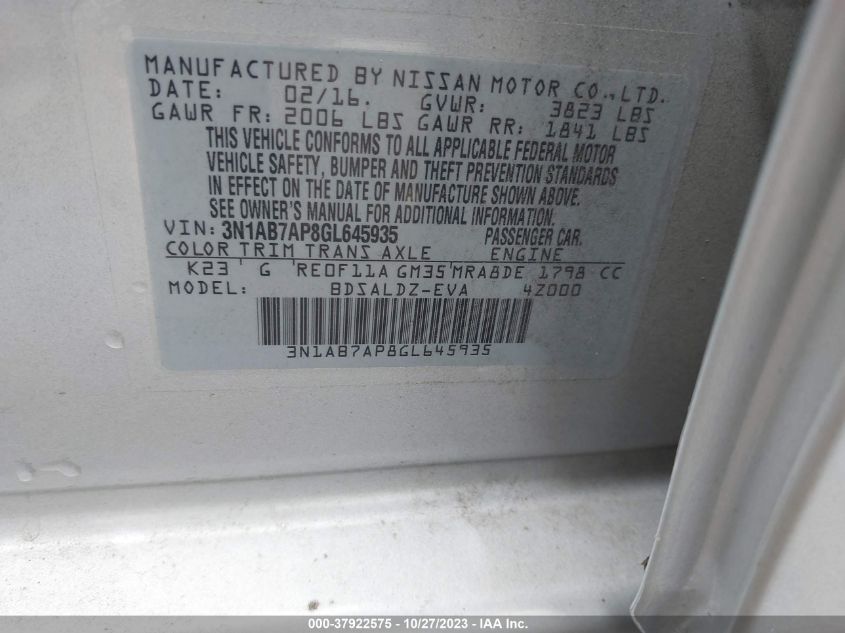 MANUFACTURED BY NISSAN MOTOR CO.,LTD.
DATE: 02/16. GVWR: 3823 LBS
GAWR FR: 2006 LBS GAWR RR: 1841 LBS
THIS VEHICLE CONFORMS TO ALL APPLICABLE FEDERAL MOTOR
VEHICLE SAFETY, BUMPER AND THEFT PREVENTION STANDARDS
IN EFFECT ON THE DATE OF MANUFACTURE SHOWN ABOVE.
SEE OWNER'S MANUAL FOR ADDITIONAL INFORMATION.
VIN: 3N1AB7AP8GL645935 PASSENGER CAR.
COLOR TRIM TRANS AXLE ENGINE
K23 ' G 'RE0F11A GM35'MRA8DE 1798 CC
MODEL: BDSALDZ-EVA 4Z000
3N1AB7AP8GL645935
000-37922575 - 10/27/2023 - IAA Inc.